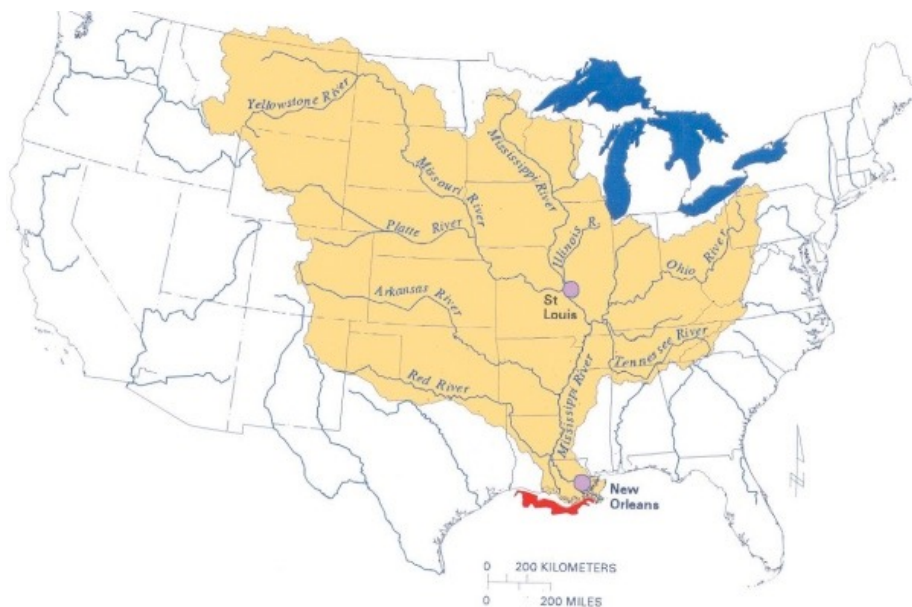 Yellowstone River
Mississippi River
Missouri River
Platte River
Illinois R.
Ohio River
St
Louis
Arkansas River
Tennessee River
Red River
Mississippi River
New
Orleans
N
0 200 KILOMETERS
0 200 MILES